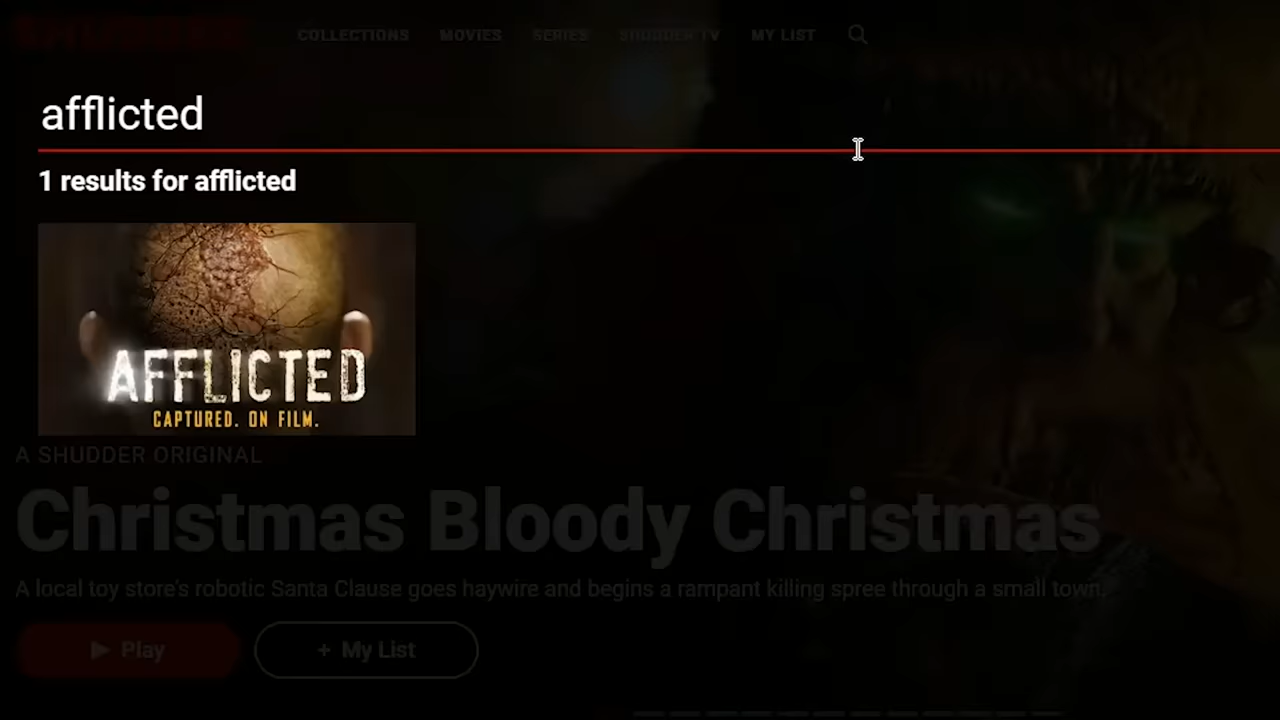 SHUDDER
COLLECTIONS MOVIES SERIES SHUDDER TV MY LIST
afflicted
1 results for afflicted
AFFLICTED
CAPTURED. ON FILM.
A SHUDDER ORIGINAL
Christmas Bloody Christmas
A local toy store's robotic Santa Clause goes haywire and begins a rampant killing spree through a small town.
Play + My List